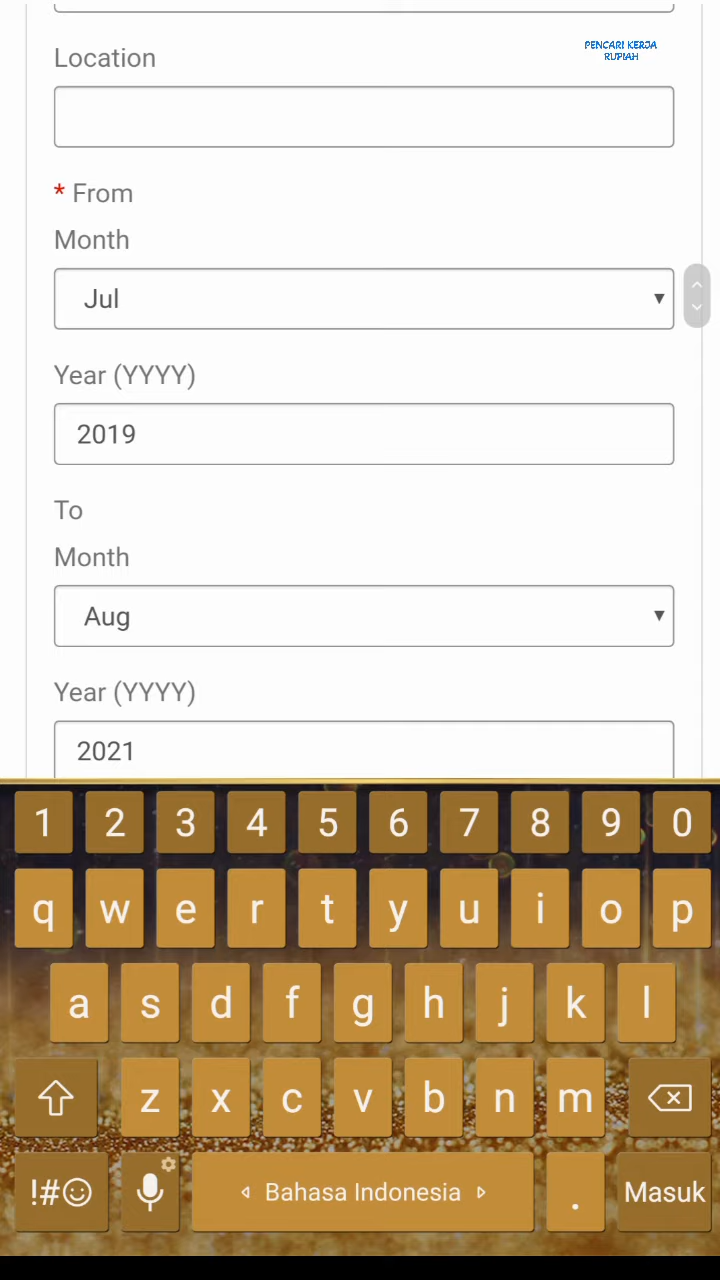 Location
PENCARI KERJA
RUPIAH
* From
Month
Jul
Year (YYYY)
2019
To
Month
Aug
Year (YYYY)
2021
1 2 3 4 5 6 7 8 9 0
q w e r t y u i o p
a s d f g h j k l
z x c v b n m
!#☺ Bahasa Indonesia . Masuk